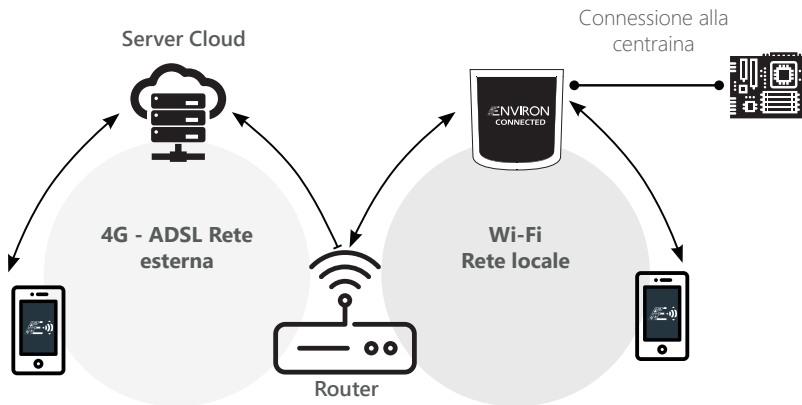 Connessione alla
centraina
Server Cloud
ENVIRON
CONNECTED
4G - ADSL Rete
esterna
Wi-Fi
Rete locale
Router